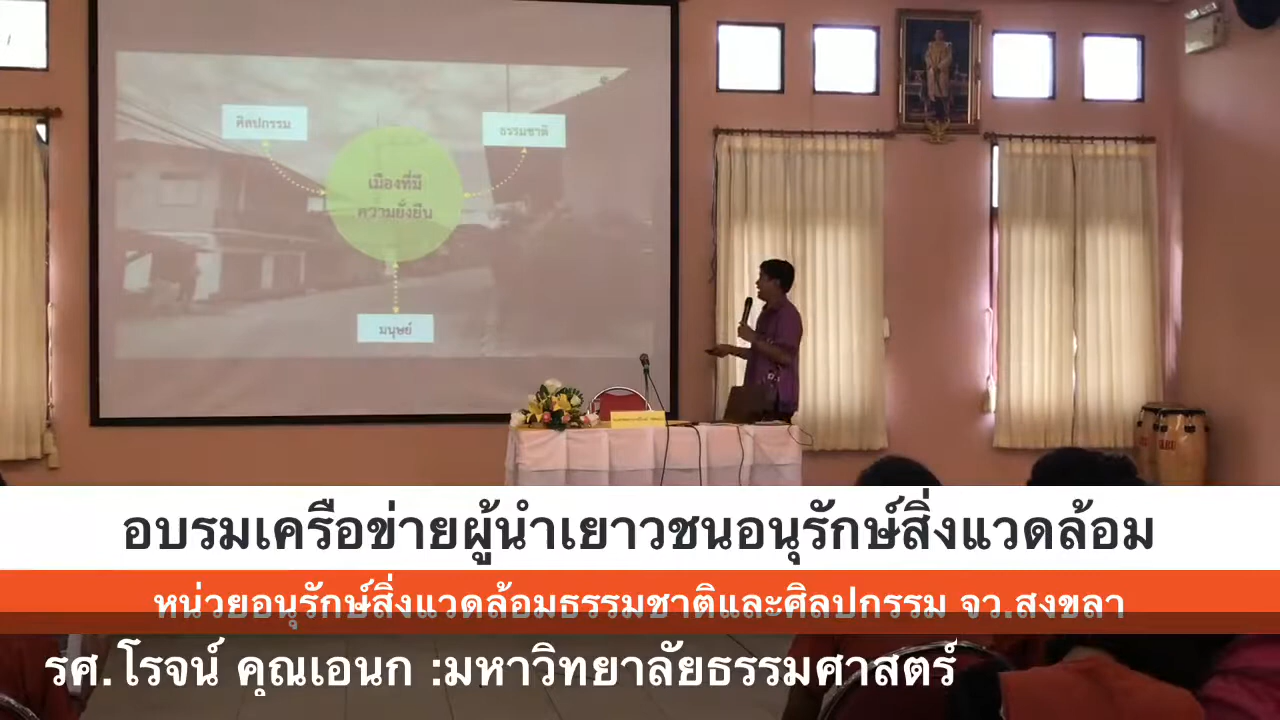 ศิลปกรรม
ธรรมชาติ
เมืองที่มี
ความยั่งยืน
มนุษย์
อบรมเครือข่ายผู้นำเยาวชนอนุรักษ์สิ่งแวดล้อม
หน่วยอนุรักษ์สิ่งแวดล้อมธรรมชาติและศิลปกรรม จว.สงขลา
รศ.โรจน์ คุณเอนก :มหาวิทยาลัยธรรมศาสตร์